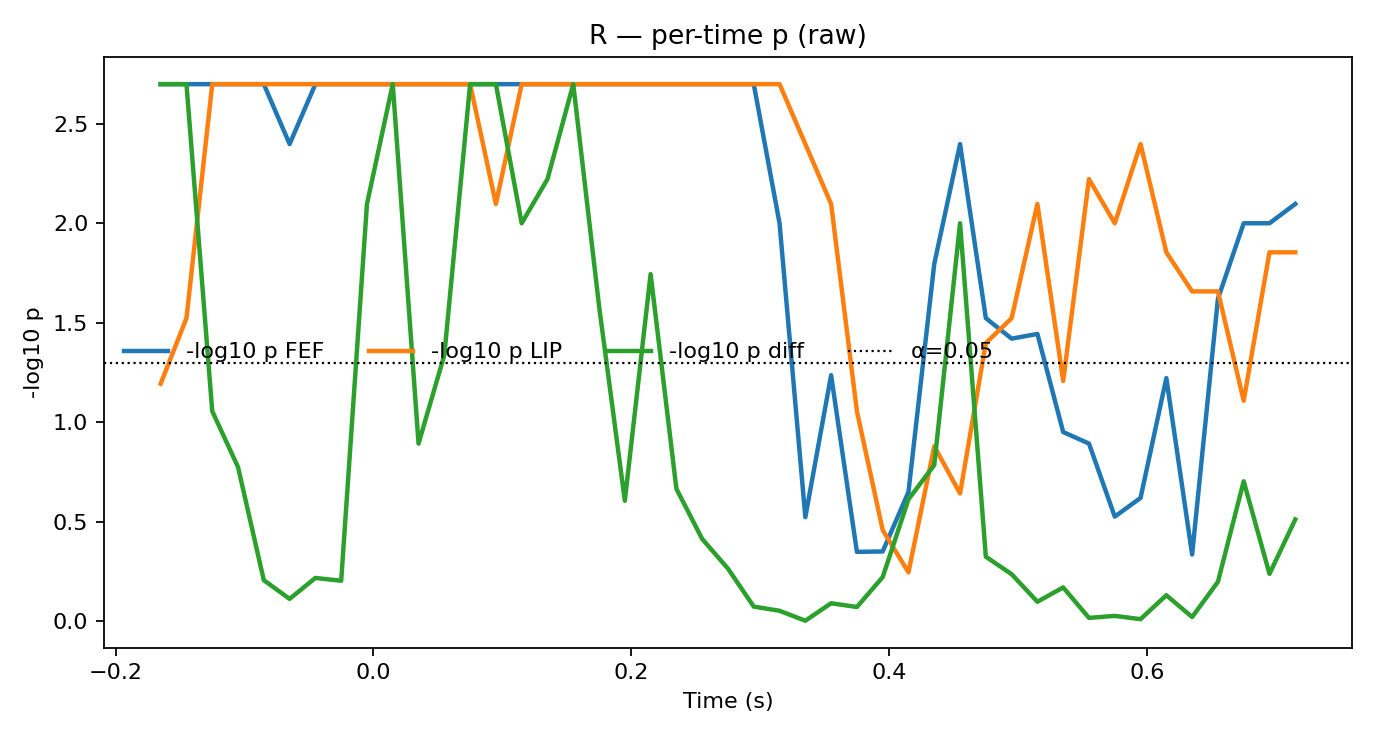 R — per-time p (raw)
-log10 p
2.5
2.0
1.5
1.0
0.5
0.0
-log10 p FEF -log10 p LIP -log10 p diff α=0.05
−0.2 0.0 0.2 0.4 0.6
Time (s)